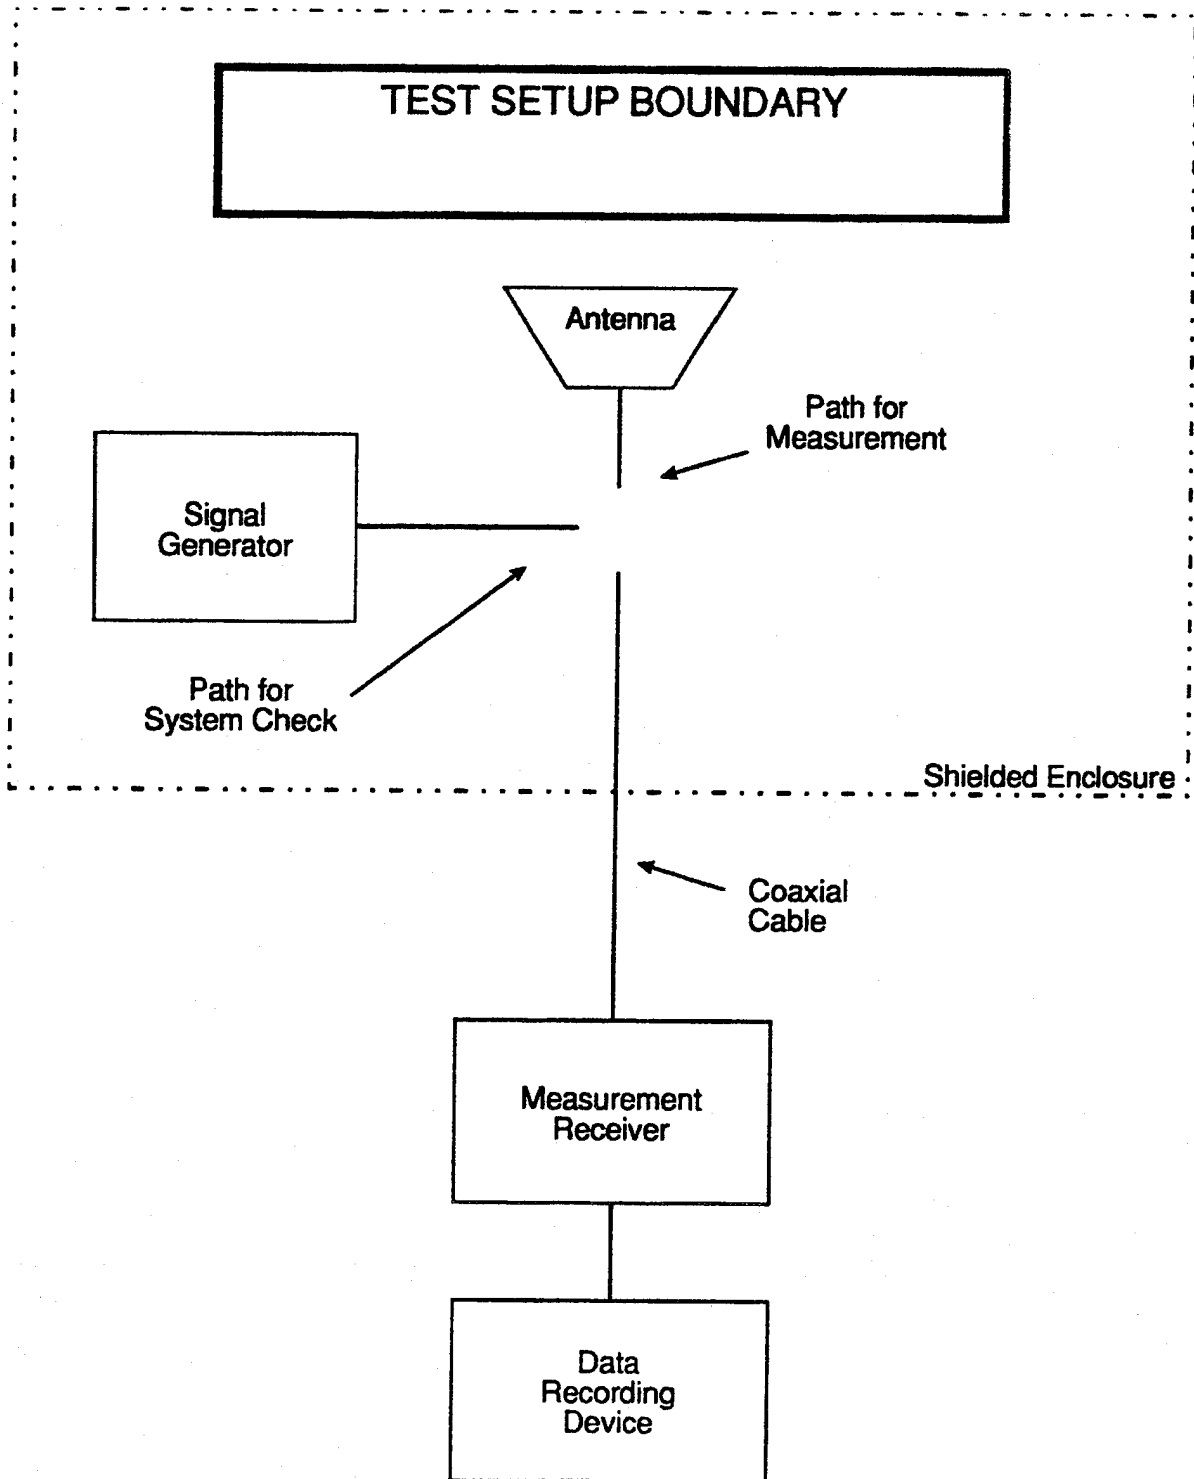 TEST SETUP BOUNDARY
Antenna
Path for
Measurement
Signal
Generator
Path for
System Check
Shielded Enclosure
Coaxial
Cable
Measurement
Receiver
Data
Recording
Device